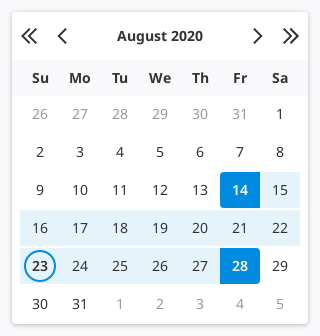 August 2020
Su Mo Tu We Th Fr Sa
26 27 28 29 30 31 1
2 3 4 5 6 7 8
9 10 11 12 13 14 15
16 17 18 19 20 21 22
23 24 25 26 27 28 29
30 31 1 2 3 4 5